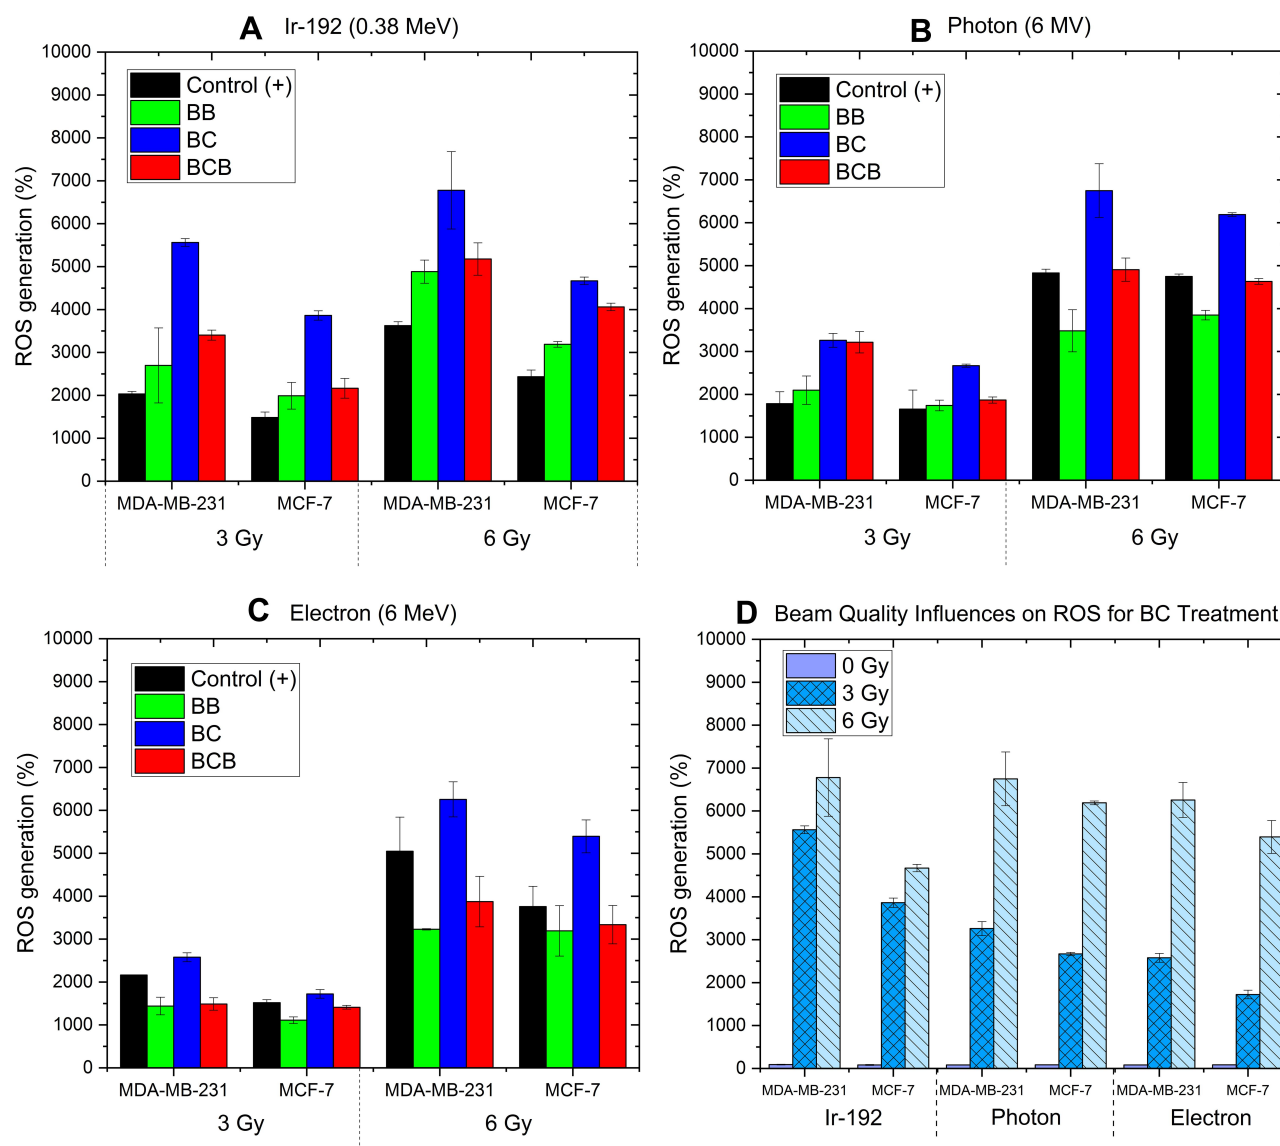 A Ir-192 (0.38 MeV)
10000
9000
8000
7000
6000
5000
4000
3000
2000
1000
0
ROS generation (%)
Control (+)
BB
BC
BCB
MDA-MB-231 MCF-7 MDA-MB-231 MCF-7
3 Gy 6 Gy
B Photon (6 MV)
10000
9000
8000
7000
6000
5000
4000
3000
2000
1000
0
ROS generation (%)
Control (+)
BB
BC
BCB
MDA-MB-231 MCF-7 MDA-MB-231 MCF-7
3 Gy 6 Gy
C Electron (6 MeV)
10000
9000
8000
7000
6000
5000
4000
3000
2000
1000
0
ROS generation (%)
Control (+)
BB
BC
BCB
MDA-MB-231 MCF-7 MDA-MB-231 MCF-7
3 Gy 6 Gy
D Beam Quality Influences on ROS for BC Treatment
10000
9000
8000
7000
6000
5000
4000
3000
2000
1000
0
ROS generation (%)
0 Gy
3 Gy
6 Gy
MDA-MB-231 MCF-7 MDA-MB-231 MCF-7 MDA-MB-231 MCF-7
Ir-192 Photon Electron